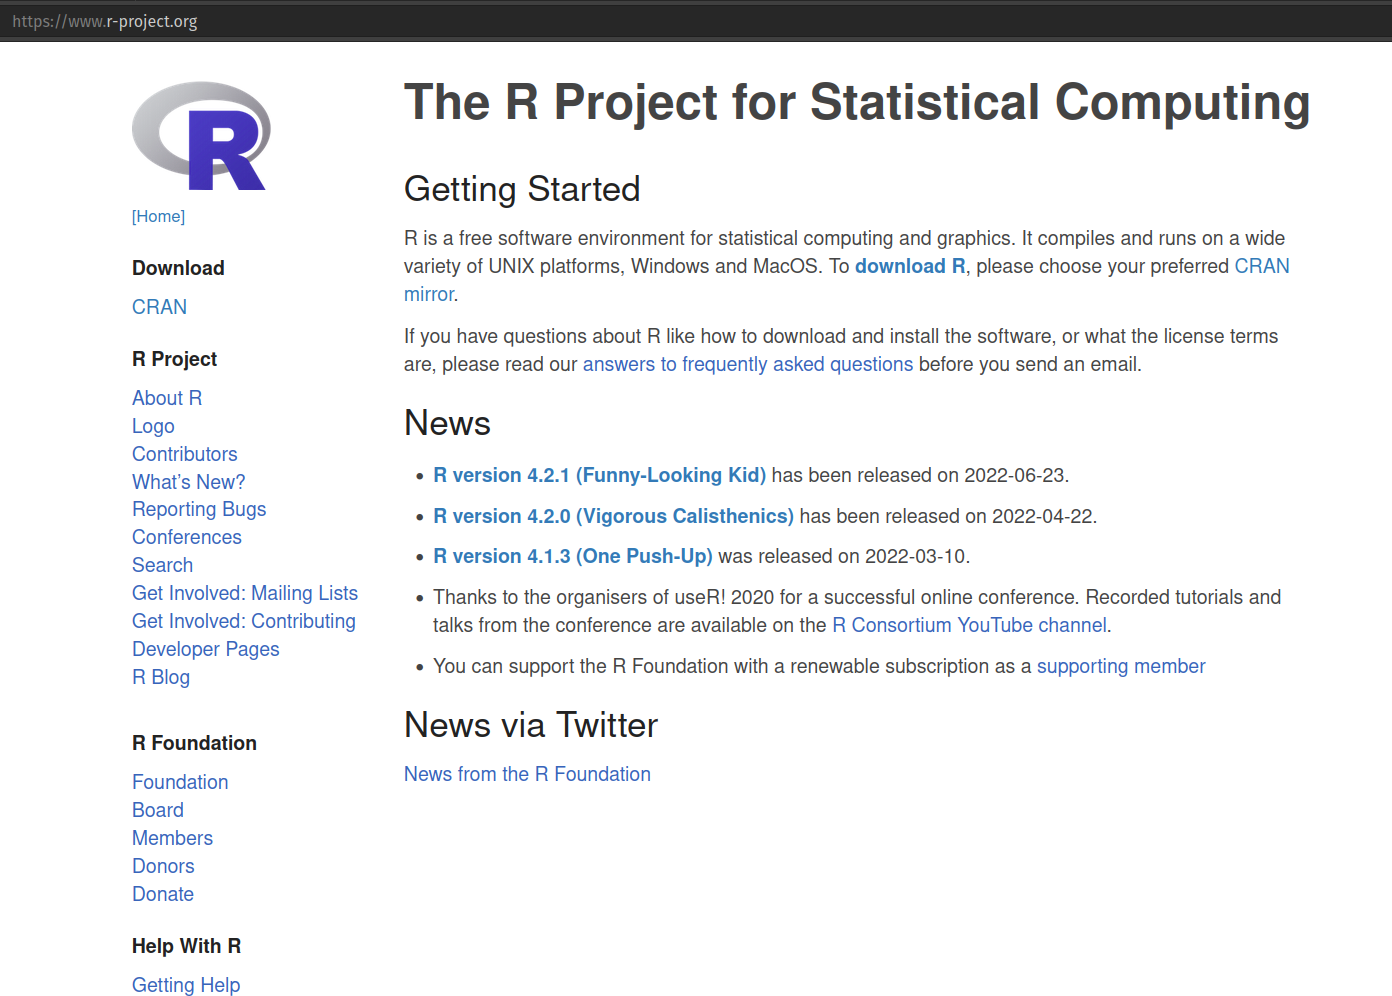 https://www.r-project.org
R
[Home]
Download
CRAN
R Project
About R
Logo
Contributors
What's New?
Reporting Bugs
Conferences
Search
Get Involved: Mailing Lists
Get Involved: Contributing
Developer Pages
R Blog
R Foundation
Foundation
Board
Members
Donors
Donate
Help With R
Getting Help
The R Project for Statistical Computing
Getting Started
R is a free software environment for statistical computing and graphics. It compiles and runs on a wide
variety of UNIX platforms, Windows and MacOS. To download R, please choose your preferred CRAN
mirror.
If you have questions about R like how to download and install the software, or what the license terms
are, please read our answers to frequently asked questions before you send an email.
News
• R version 4.2.1 (Funny-Looking Kid) has been released on 2022-06-23.
• R version 4.2.0 (Vigorous Calisthenics) has been released on 2022-04-22.
• R version 4.1.3 (One Push-Up) was released on 2022-03-10.
• Thanks to the organisers of useR! 2020 for a successful online conference. Recorded tutorials and
talks from the conference are available on the R Consortium YouTube channel.
• You can support the R Foundation with a renewable subscription as a supporting member
News via Twitter
News from the R Foundation